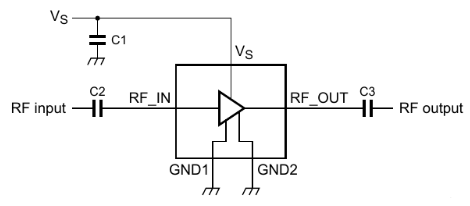 VS
C1
VS
C2
RF_IN
RF_OUT
C3
RF input
RF output
GND1
GND2